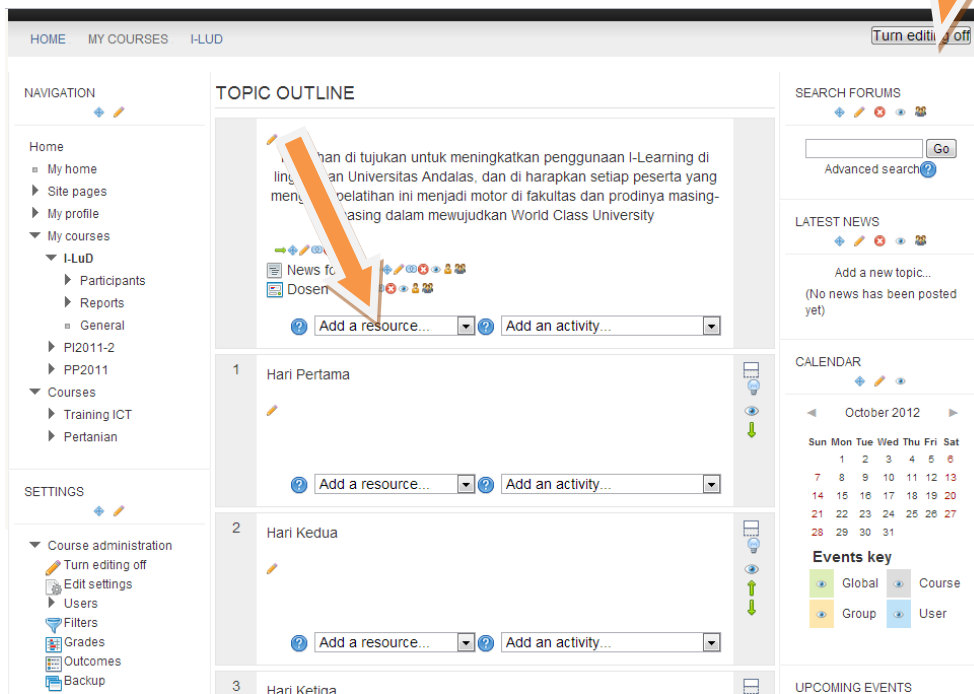 HOME MY COURSES I-LUD
Turn editing off
NAVIGATION
Home
My home
Site pages
My profile
My courses
I-LuD
Participants
Reports
General
PI2011-2
PP2011
Courses
Training ICT
Pertanian
SETTINGS
Course administration
Turn editing off
Edit settings
Users
Filters
Grades
Outcomes
Backup
TOPIC OUTLINE
han di tujukan untuk meningkatkan penggunaan I-Learning di
ling an Universitas Andalas, dan di harapkan setiap peserta yang
meng pelatihan ini menjadi motor di fakultas dan prodinya masing-
asing dalam mewujudkan World Class University
News fo
Dosen
Add a resource... Add an activity...
1 Hari Pertama
Add a resource... Add an activity...
2 Hari Kedua
Add a resource... Add an activity...
3 Hari Ketiga
SEARCH FORUMS
Go
Advanced search
LATEST NEWS
Add a new topic...
(No news has been posted
yet)
CALENDAR
October 2012
Sun Mon Tue Wed Thu Fri Sat
1 2 3 4 5 6
7 8 9 10 11 12 13
14 15 16 17 18 19 20
21 22 23 24 25 26 27
28 29 30 31
Events key
Global Course
Group User
UPCOMING EVENTS